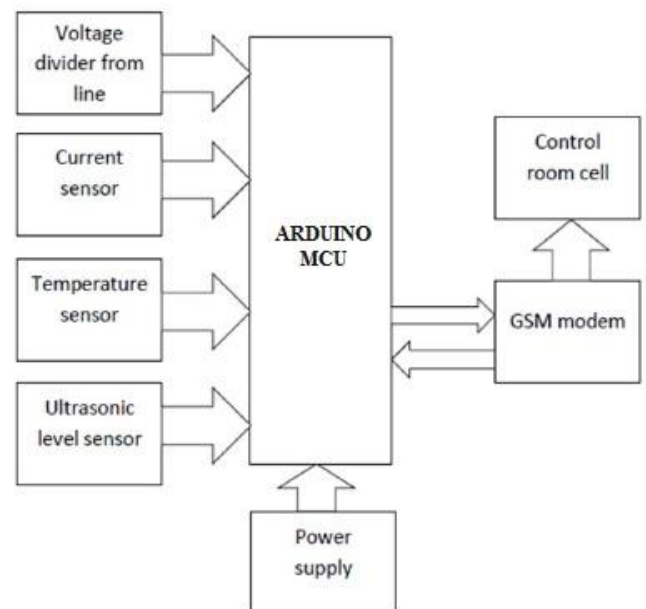 Voltage
divider from
line
Current
sensor
Temperature
sensor
Ultrasonic
level sensor
ARDUINO
MCU
Power
supply
Control
room cell
GSM modem